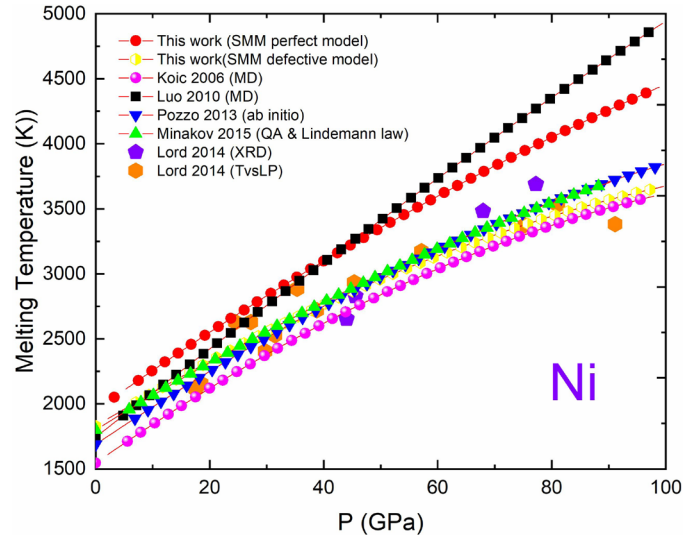 5000
4500
4000
3500
3000
2500
2000
1500
Melting Temperature (K))
This work (SMM perfect model)
This work(SMM defective model)
Koic 2006 (MD)
Luo 2010 (MD)
Pozzo 2013 (ab initio)
Minakov 2015 (QA & Lindemann law)
Lord 2014 (XRD)
Lord 2014 (TvsLP)
Ni
0 20 40 60 80 100
P (GPa)